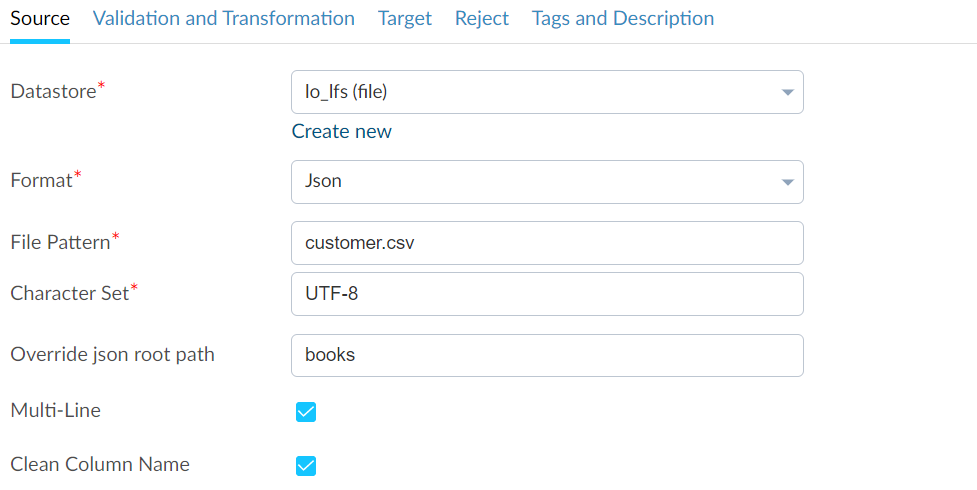 Source Validation and Transformation Target Reject Tags and Description
Datastore* lo_lfs (file)
Create new
Format* Json
File Pattern* customer.csv
Character Set* UTF-8
Override json root path books
Multi-Line
Clean Column Name